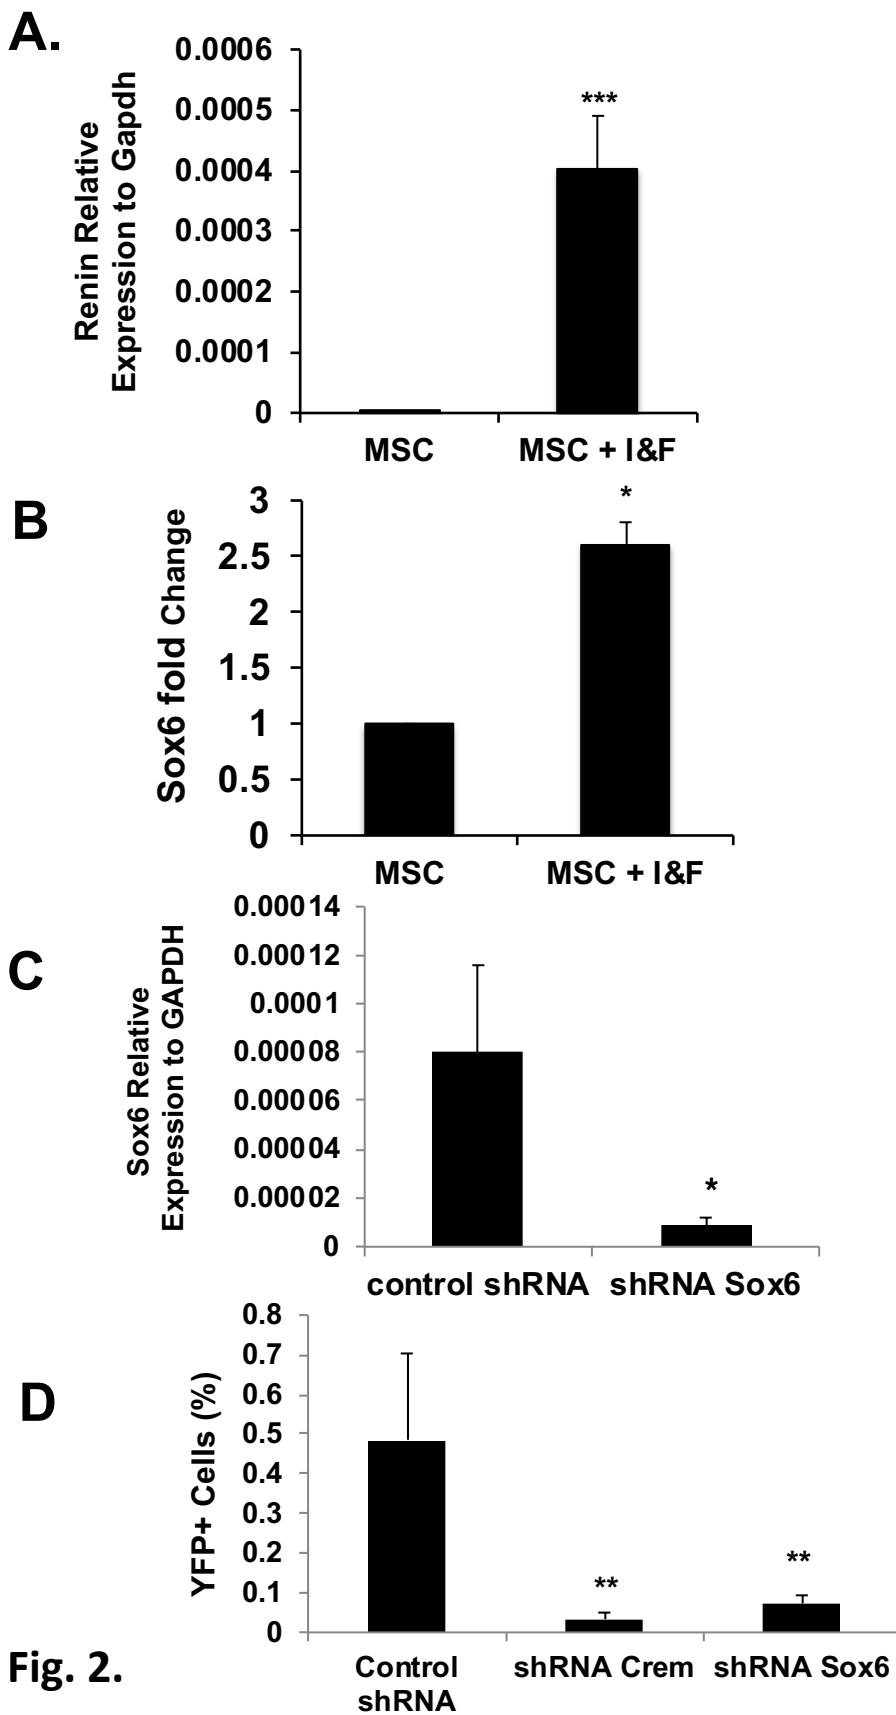 A.
Renin Relative
Expression to Gapdh
0.0006
0.0005
0.0004
0.0003
0.0002
0.0001
0
***
MSC
MSC + I&F
B
Sox6 fold Change
3
2.5
2
1.5
1
0.5
0
*
MSC
MSC + I&F
C
Sox6 Relative
Expression to GAPDH
0.00014
0.00012
0.0001
0.00008
0.00006
0.00004
0.00002
0
*
control shRNA
shRNA Sox6
D
YFP+ Cells (%)
0.8
0.7
0.6
0.5
0.4
0.3
0.2
0.1
0
**
**
Control
shRNA
shRNA Crem
shRNA Sox6
Fig. 2.